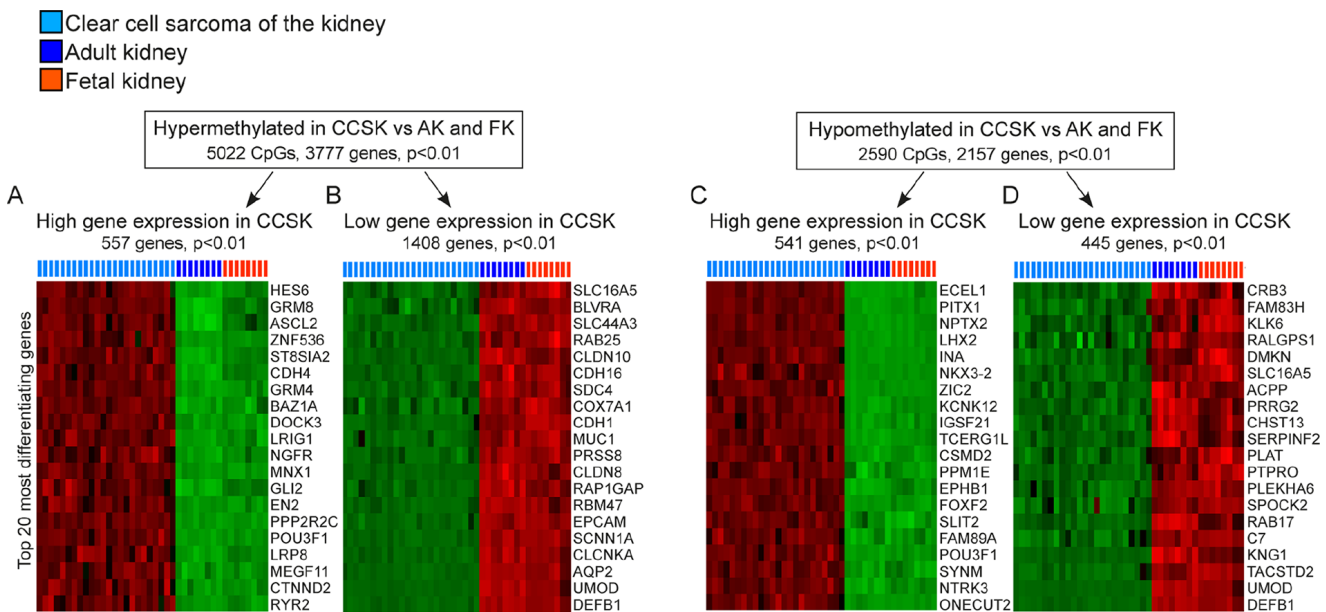 Clear cell sarcoma of the kidney
Adult kidney
Fetal kidney
Hypermethylated in CCSK vs AK and FK
5022 CpGs, 3777 genes, p<0.01
Hypomethylated in CCSK vs AK and FK
2590 CpGs, 2157 genes, p<0.01
A
High gene expression in CCSK
557 genes, p<0.01
Top 20 most differentiating genes
HES6
GRM8
ASCL2
ZNF536
ST8SIA2
CDH4
GRM4
BAZ1A
DOCK3
LRIG1
NGFR
MNX1
GLI2
EN2
PPP2R2C
POU3F1
LRP8
MEGF11
CTNND2
RYR2
B
Low gene expression in CCSK
1408 genes, p<0.01
SLC16A5
BLVRA
SLC44A3
RAB25
CLDN10
CDH16
SDC4
COX7A1
CDH1
MUC1
PRSS8
CLDN8
RAP1GAP
RBM47
EPCAM
SCNN1A
CLCNKA
AQP2
UMOD
DEFB1
C
High gene expression in CCSK
541 genes, p<0.01
ECEL1
PITX1
NPTX2
LHX2
INA
NKX3-2
ZIC2
KCNK12
IGSF21
TCERG1L
CSMD2
PPM1E
EPHB1
FOXF2
SLIT2
FAM89A
POU3F1
SYNM
NTRK3
ONECUT2
D
Low gene expression in CCSK
445 genes, p<0.01
CRB3
FAM83H
KLK6
RALGPS1
DMKN
SLC16A5
ACPP
PRRG2
CHST13
SERPINF2
PLAT
PTPRO
PLEKHA6
SPOCK2
RAB17
C7
KNG1
TACSTD2
UMOD
DEFB1